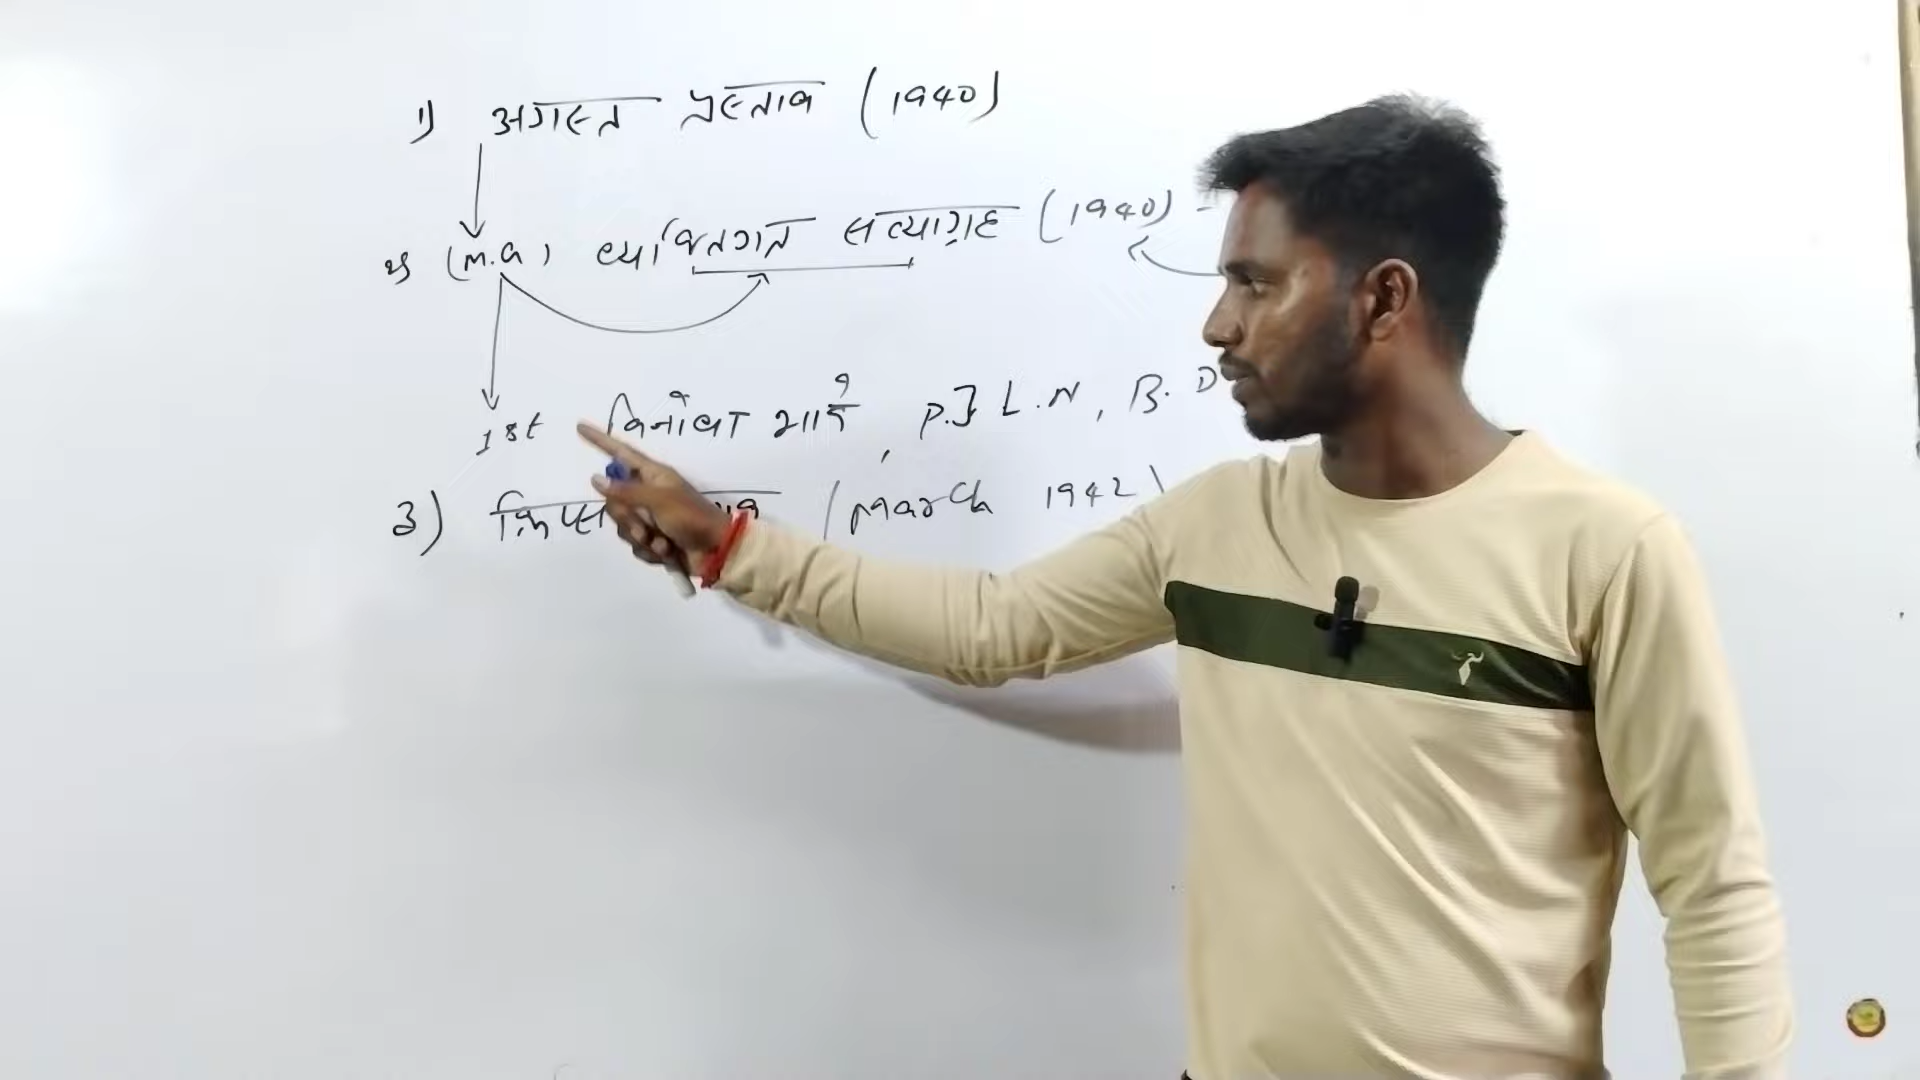 1) अगस्त प्रस्ताव (1940)
2) (M.G) व्यक्तिगत सत्याग्रह (1940) -
1st विनोबा भावे, P.J L.N, B. D
3) क्रिप्स (March 1942)